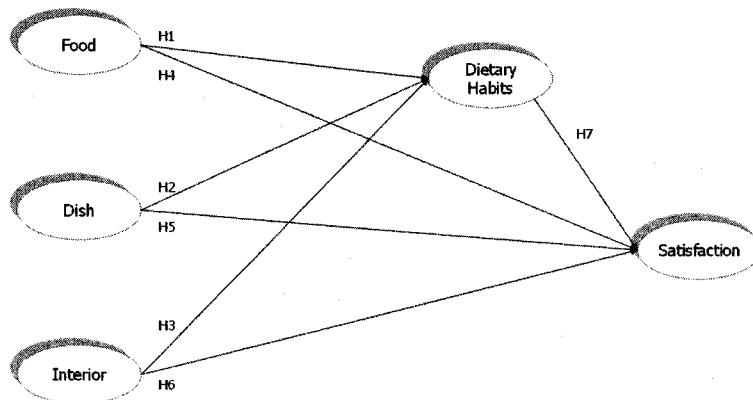 Food
H1
H4
Dietary
Habits
H7
H2
Dish
H5
Satisfaction
H3
Interior
H6